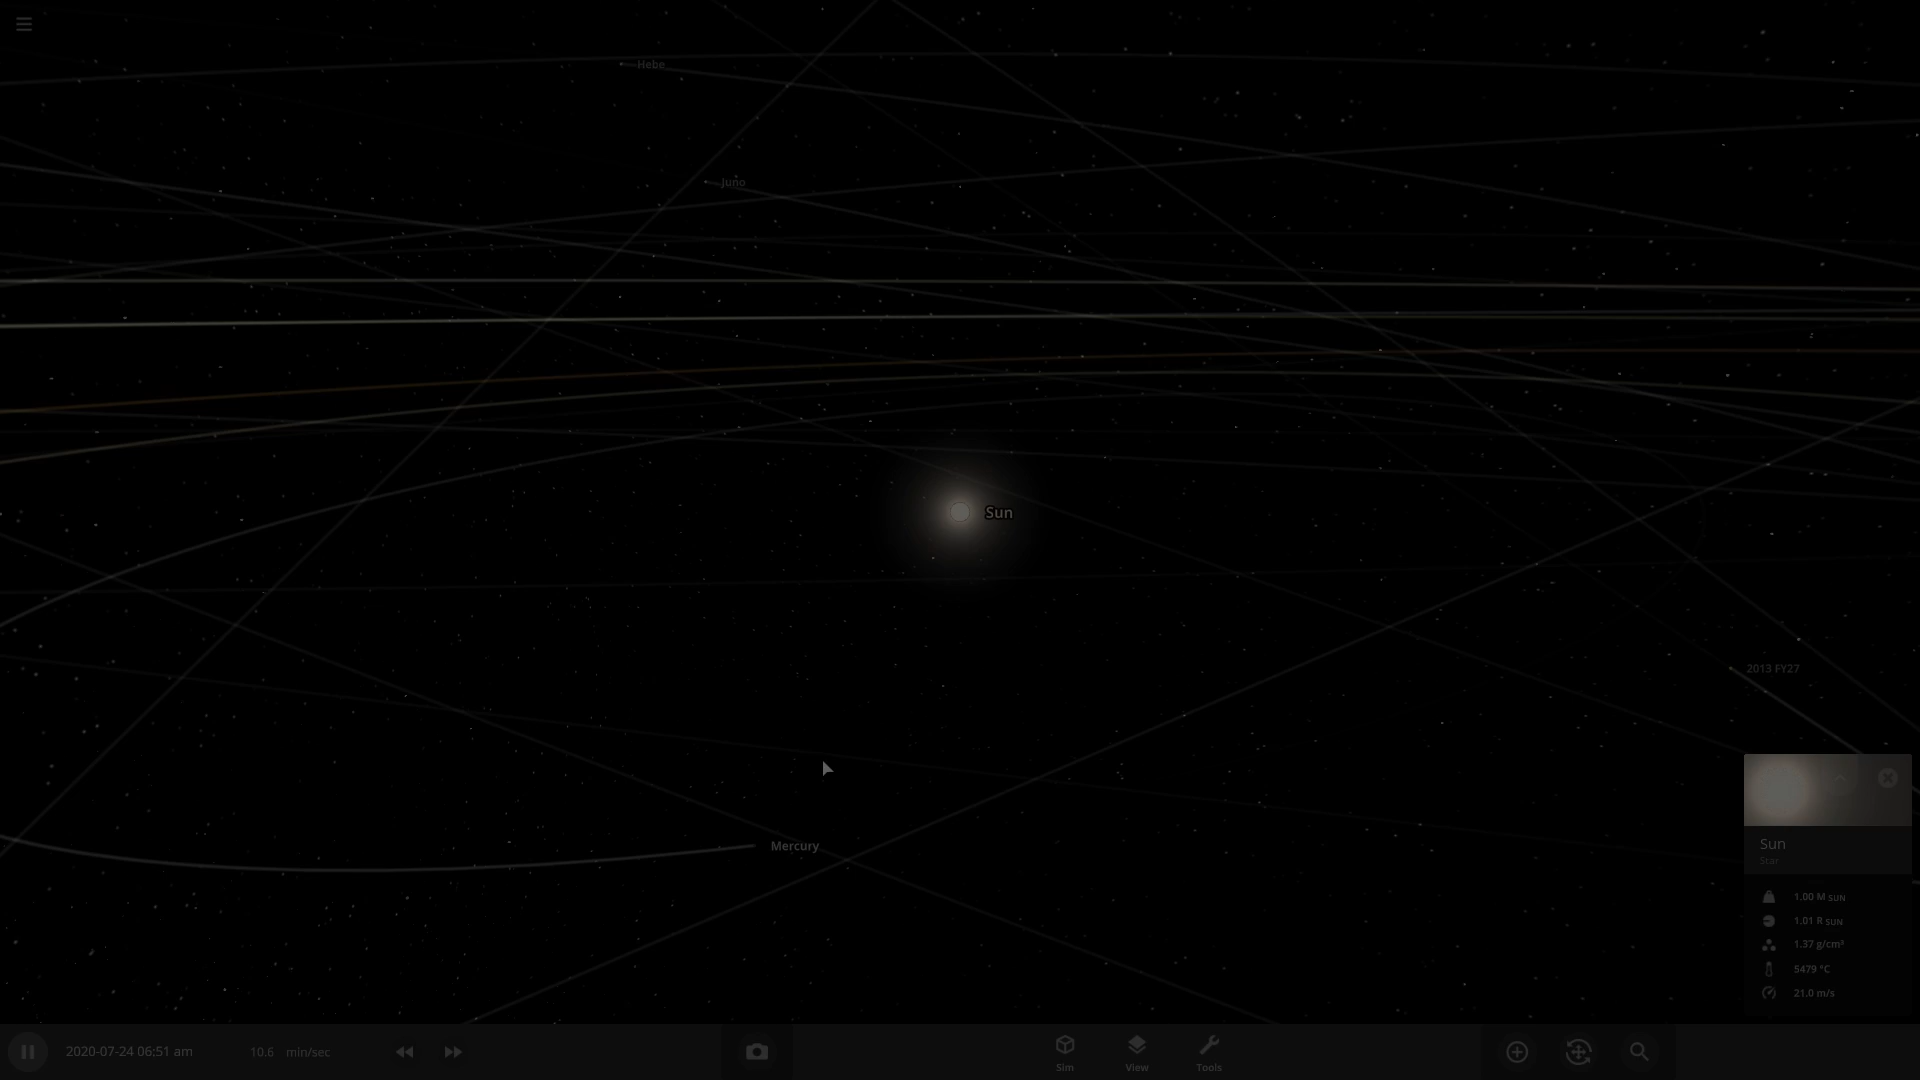 Hebe
Juno
Sun
2013 FY27
Mercury
Sun
Star
1.00 M SUN
1.01 R SUN
1.37 g/cm³
5479 °C
21.0 m/s
2020-07-24 06:51 am
10.6 min/sec
Sim
View
Tools